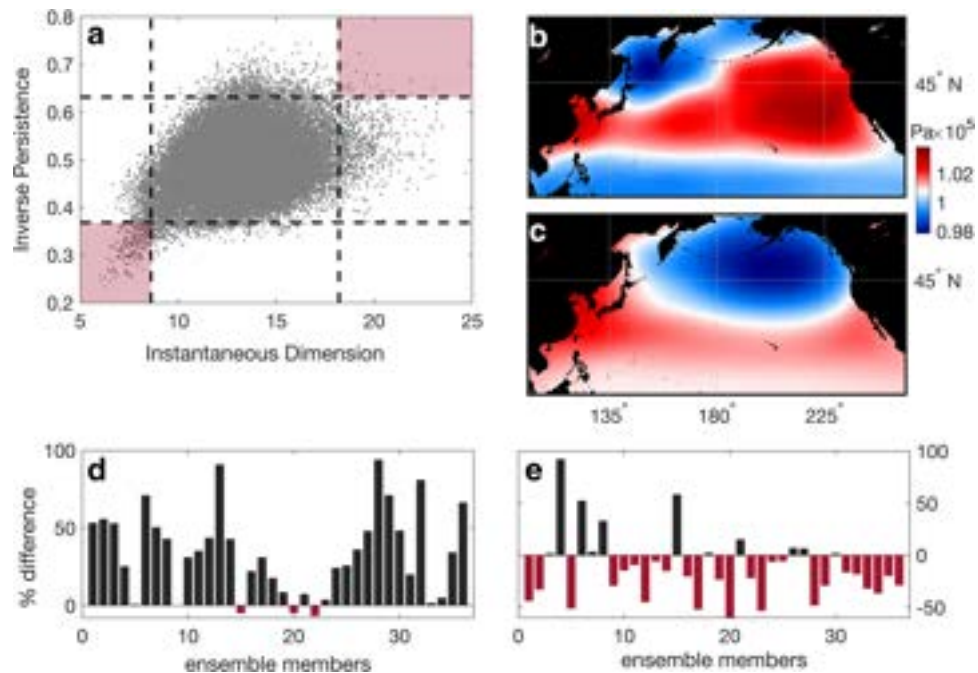 a
0.8
0.7
0.6
0.5
0.4
0.3
0.2
Inverse Persistence
5
10
15
20
25
Instantaneous Dimension
b
45° N
Pa×10⁵
1.02
1
0.98
c
45° N
135°
180°
225°
d
100
50
0
% difference
0
10
20
30
ensemble members
e
100
50
0
-50
0
10
20
30
ensemble members